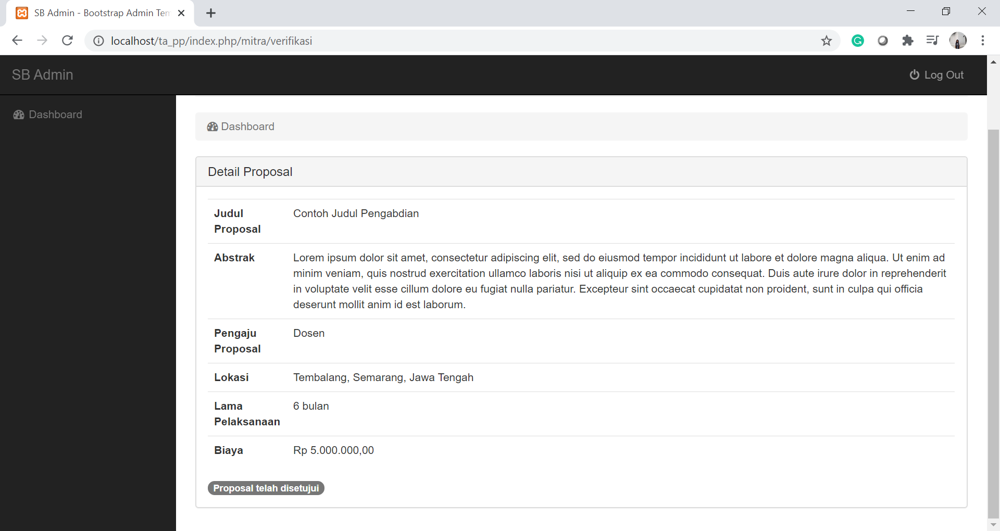 SB Admin - Bootstrap Admin Tem
localhost/ta_pp/index.php/mitra/verifikasi
SB Admin
Log Out
Dashboard
Dashboard
Detail Proposal
Judul
Proposal
Contoh Judul Pengabdian
Abstrak
Lorem ipsum dolor sit amet, consectetur adipiscing elit, sed do eiusmod tempor incididunt ut labore et dolore magna aliqua. Ut enim ad
minim veniam, quis nostrud exercitation ullamco laboris nisi ut aliquip ex ea commodo consequat. Duis aute irure dolor in reprehenderit
in voluptate velit esse cillum dolore eu fugiat nulla pariatur. Excepteur sint occaecat cupidatat non proident, sunt in culpa qui officia
deserunt mollit anim id est laborum.
Pengaju
Proposal
Dosen
Lokasi
Tembalang, Semarang, Jawa Tengah
Lama
Pelaksanaan
6 bulan
Biaya
Rp 5.000.000,00
Proposal telah disetujui